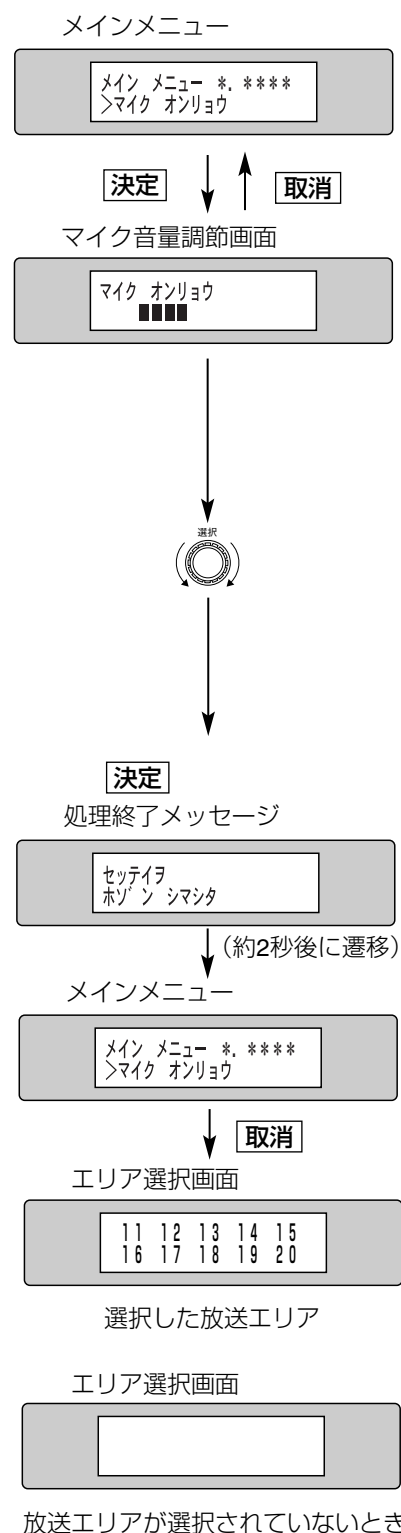 メインメニュー
メイン メニュー *. ****
>マイク オンリョウ
決定 取消
マイク音量調節画面
マイク オンリョウ
選択
決定
処理終了メッセージ
セッテイヲ
ホゾン シマシタ
(約2秒後に遷移)
メインメニュー
メイン メニュー *. ****
>マイク オンリョウ
取消
エリア選択画面
11 12 13 14 15
16 17 18 19 20
選択した放送エリア
エリア選択画面
放送エリアが選択されていないとき